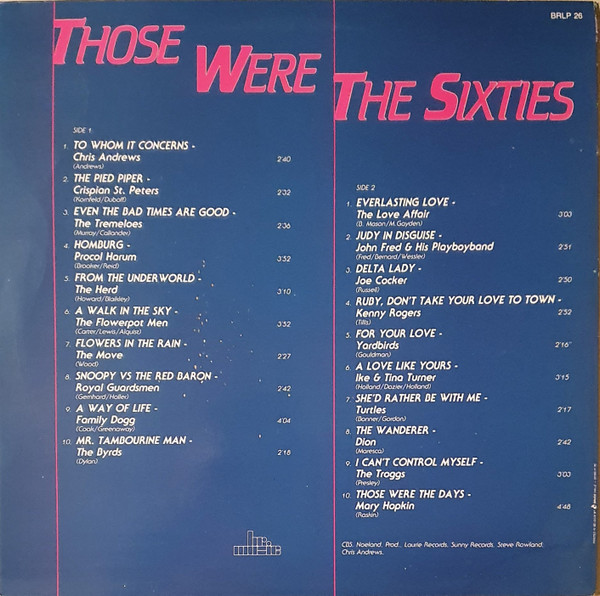 BRLP 26
THOSE WERE THE SIXTIES
SIDE 1:
1. TO WHOM IT CONCERNS -
Chris Andrews 2'40
(Andrews)
2. THE PIED PIPER -
Crispian St. Peters 2'32
(Kornfeld/Duboff)
3. EVEN THE BAD TIMES ARE GOOD -
The Tremeloes 2'36
(Murray/Callander)
4. HOMBURG -
Procol Harum 3'52
(Brooker/Reid)
5. FROM THE UNDERWORLD -
The Herd 3'10
(Howard/Blaikley)
6. A WALK IN THE SKY -
The Flowerpot Men 3'32
(Carter/Lewis/Alquist)
7. FLOWERS IN THE RAIN -
The Move 2'27
(Wood)
8. SNOOPY VS THE RED BARON -
Royal Guardsmen 2'42
(Gernhard/Holler)
9. A WAY OF LIFE -
Family Dogg 4'04
(Cook/Greenaway)
10. MR. TAMBOURINE MAN -
The Byrds 2'18
(Dylan)
SIDE 2
1. EVERLASTING LOVE -
The Love Affair 3'03
(B. Mason/M.Gayden)
2. JUDY IN DISGUISE -
John Fred & His Playboyband 2'51
(Fred/Bernard/Wessler)
3. DELTA LADY -
Joe Cocker 2'50
(Russell)
4. RUBY, DON'T TAKE YOUR LOVE TO TOWN -
Kenny Rogers 2'52
(Tillis)
5. FOR YOUR LOVE -
Yardbirds 2'16"
(Gouldman)
6. A LOVE LIKE YOURS -
Ike & Tina Turner 3'15
(Holland/Dozier/Holland)
7. SHE'D RATHER BE WITH ME -
Turtles 2'17
(Bonner/Gordon)
8. THE WANDERER -
Dion 2'42
(Maresca)
9. I CAN'T CONTROL MYSELF -
The Troggs 3'03
(Presley)
10. THOSE WERE THE DAYS -
Mary Hopkin 4'48
(Raskin)
CBS, Noeland, Prod., Laurie Records, Sunny Records, Steve Rowland,
Chris Andrews.